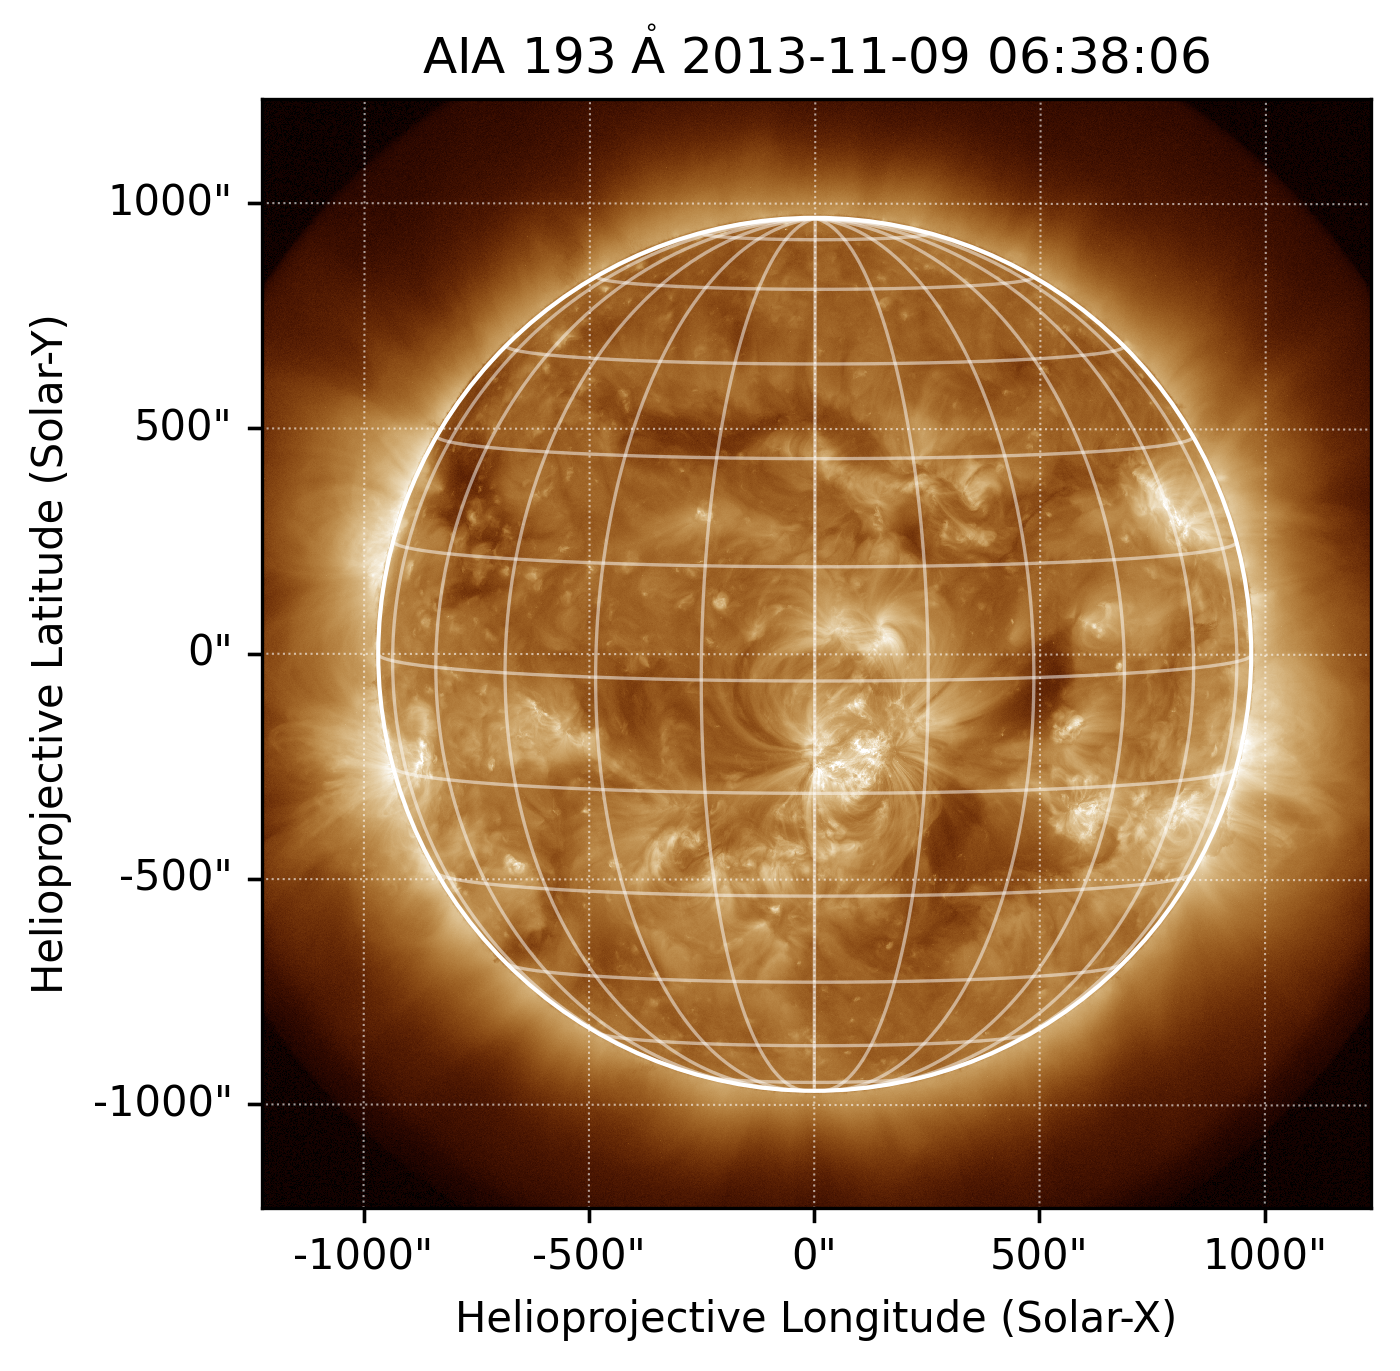 AIA 193 Å 2013-11-09 06:38:06
Helioprojective Latitude (Solar-Y)
1000"
500"
0"
-500"
-1000"
-1000" -500" 0" 500" 1000"
Helioprojective Longitude (Solar-X)